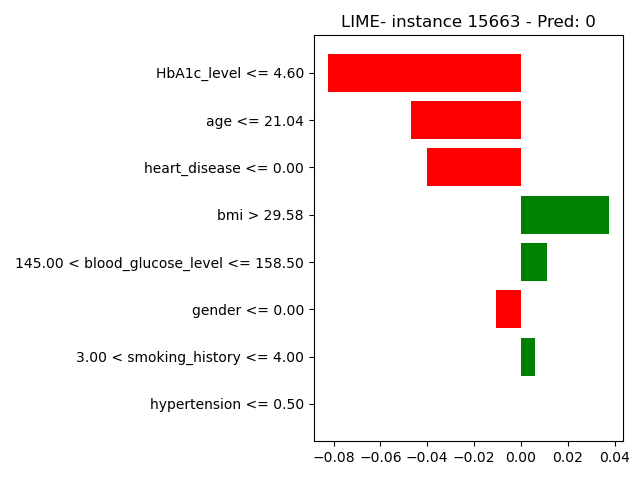 LIME- instance 15663 - Pred: 0
HbA1c_level <= 4.60
age <= 21.04
heart_disease <= 0.00
bmi > 29.58
145.00 < blood_glucose_level <= 158.50
gender <= 0.00
3.00 < smoking_history <= 4.00
hypertension <= 0.50
−0.08 −0.06 −0.04 −0.02 0.00 0.02 0.04